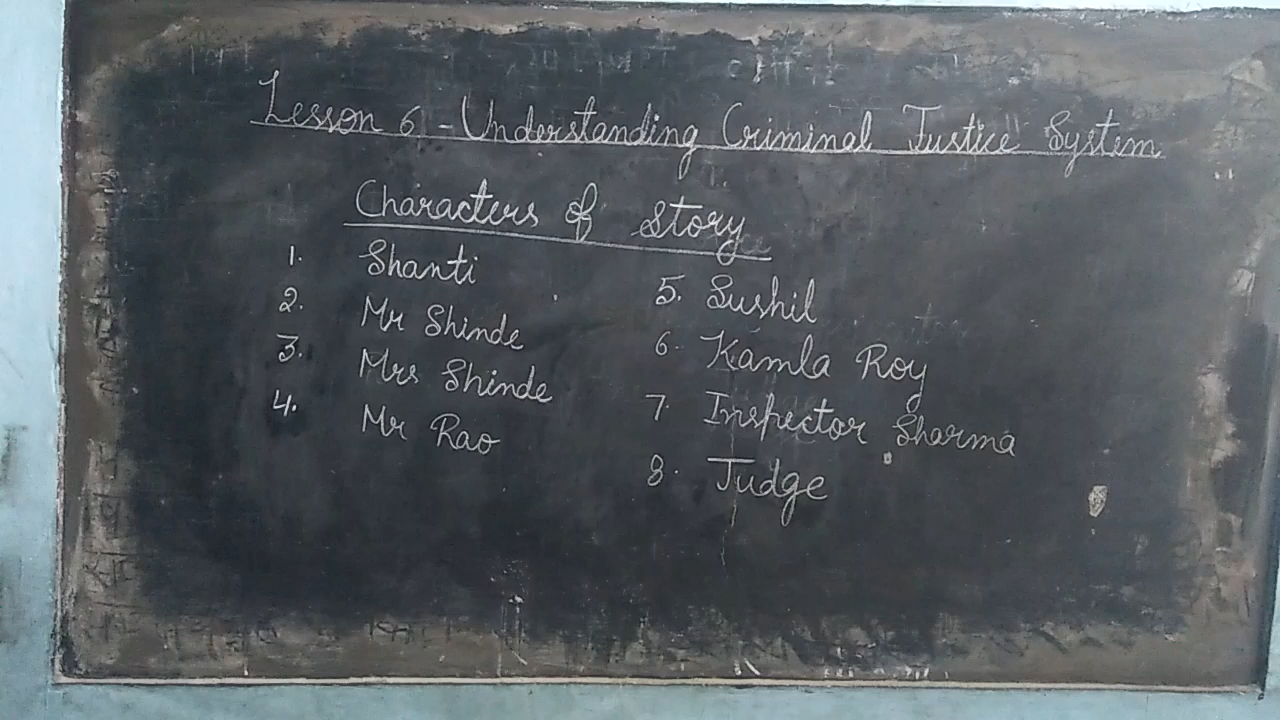 Lesson 6 - Understanding Criminal Justice System
Characters of Story
1. Shanti
2. Mr Shinde
3. Mrs Shinde
4. Mr Rao
5. Sushil
6. Kamla Roy
7. Inspector Sharma
8. Judge